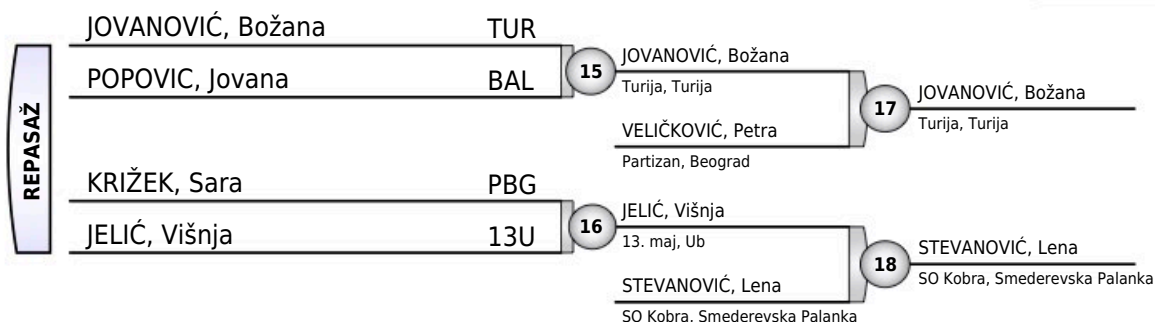 REPASAŽ
JOVANOVIĆ, Božana TUR
POPOVIC, Jovana BAL
KRIŽEK, Sara PBG
JELIĆ, Višnja 13U
15
JOVANOVIĆ, Božana
Turija, Turija
VELIČKOVIĆ, Petra
Partizan, Beograd
16
JELIĆ, Višnja
13. maj, Ub
STEVANOVIĆ, Lena
SO Kobra, Smederevska Palanka
17
JOVANOVIĆ, Božana
Turija, Turija
18
STEVANOVIĆ, Lena
SO Kobra, Smederevska Palanka